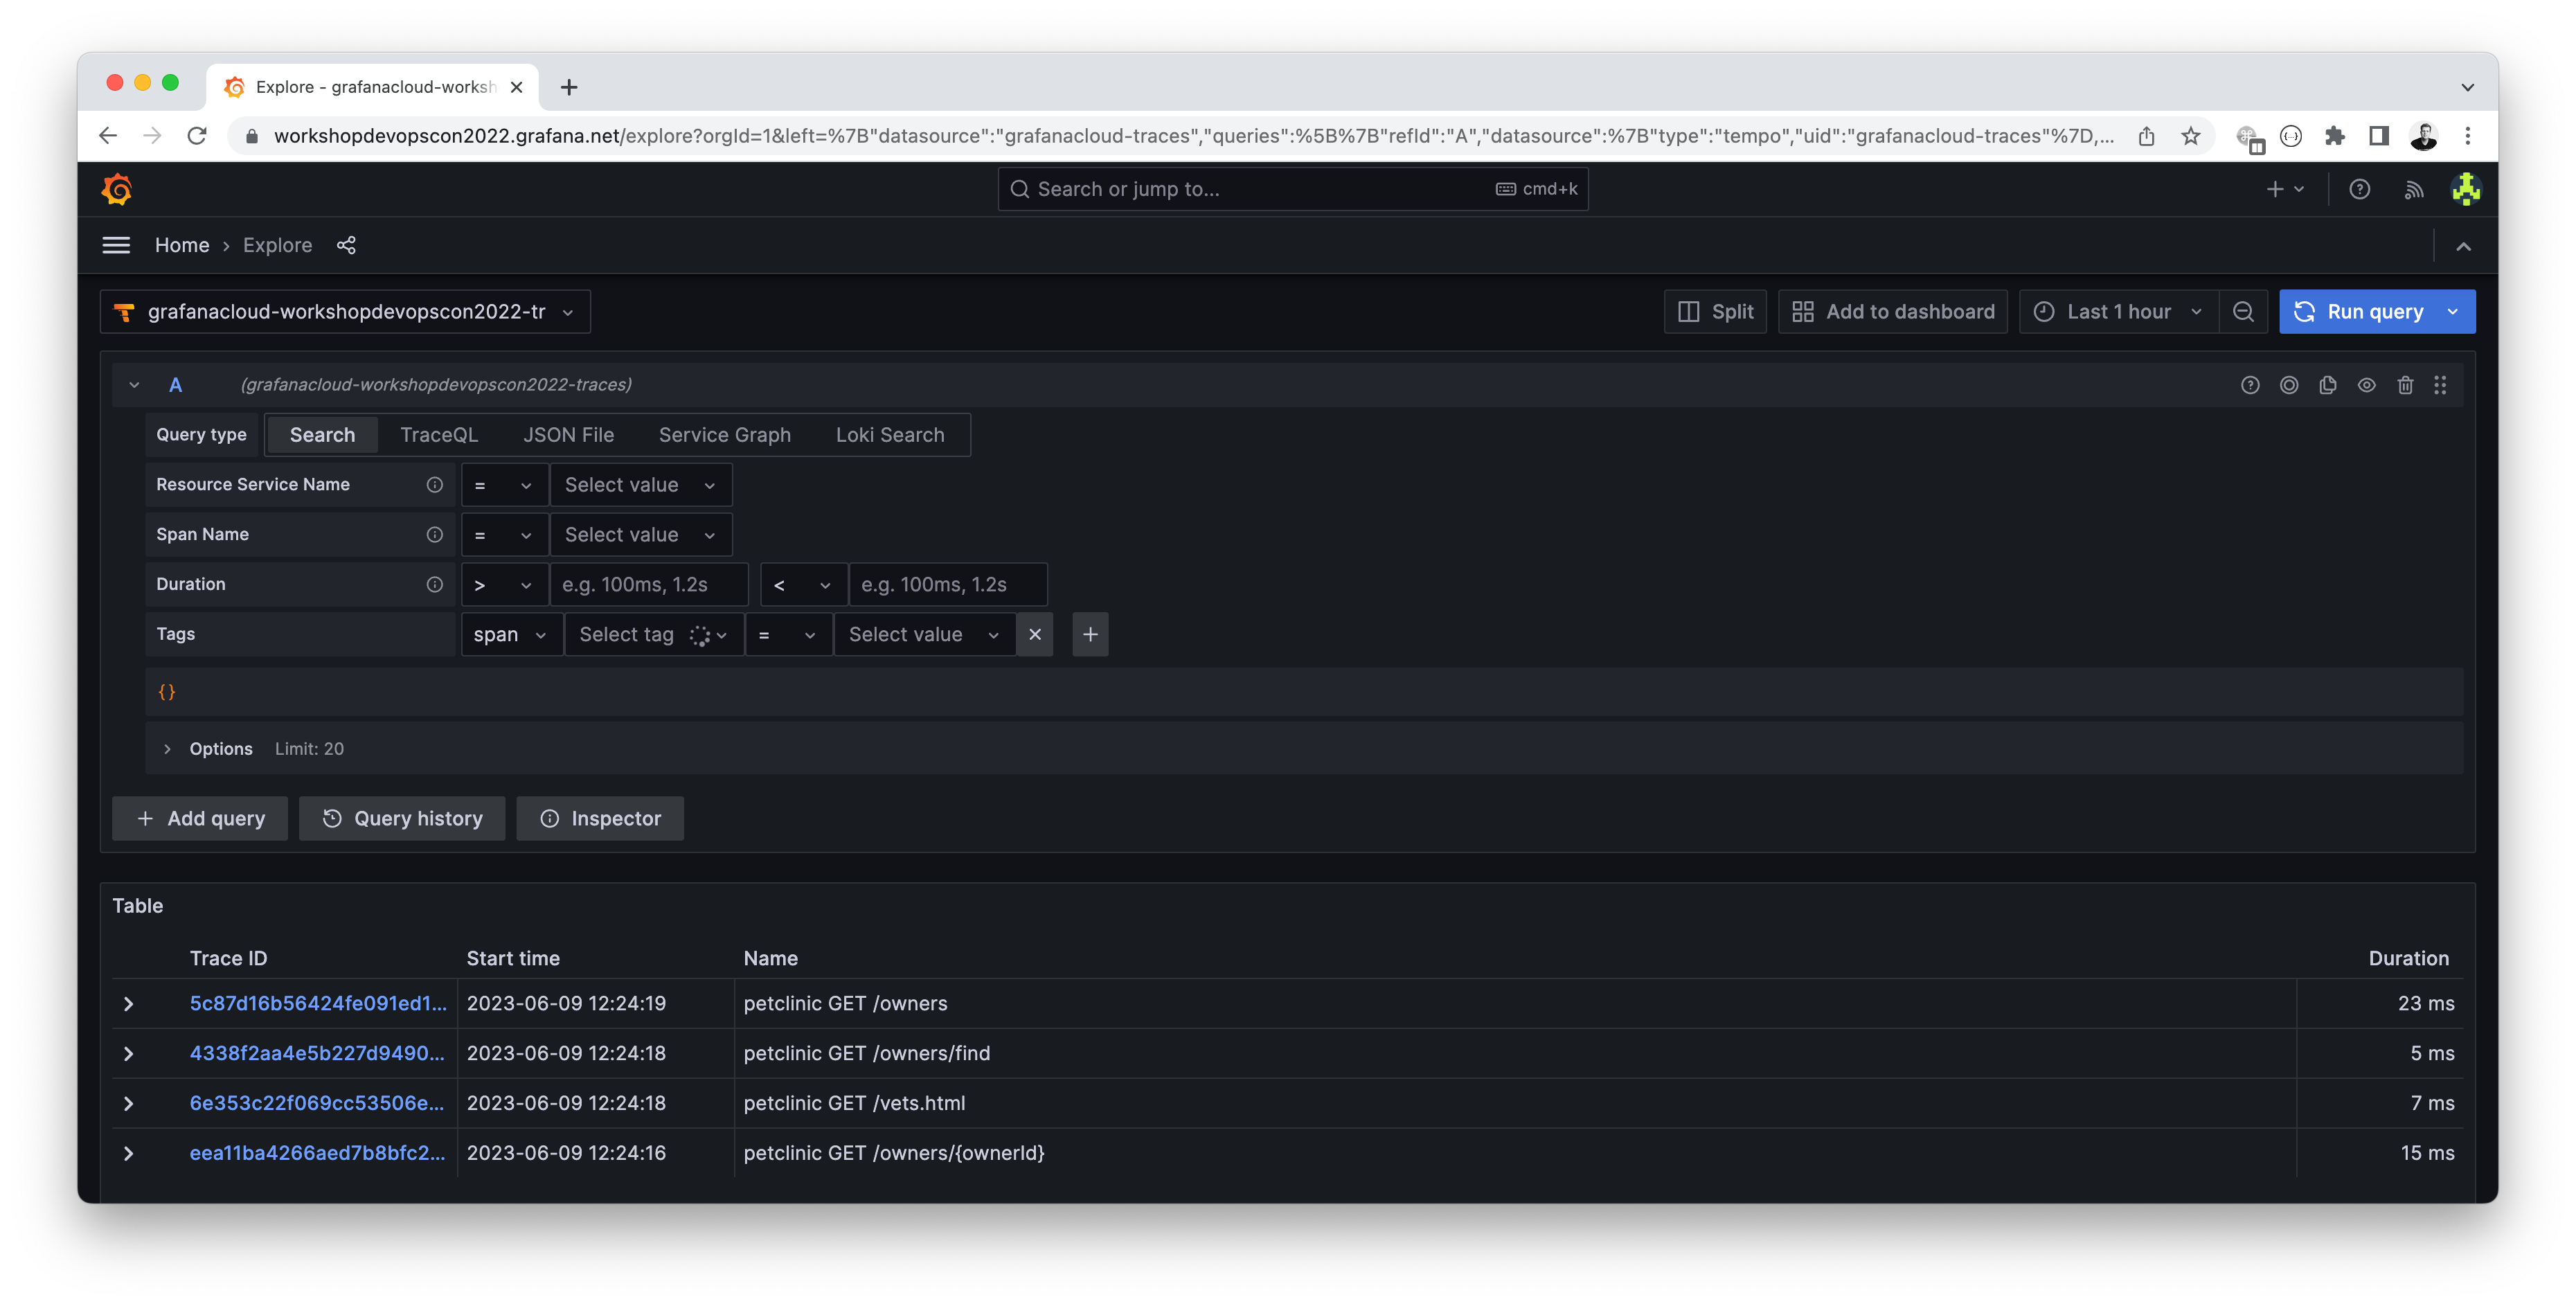 Explore - grafanacloud-worksh
workshopdevopscon2022.grafana.net/explore?orgId=1&left=%7B"datasource":"grafanacloud-traces","queries":%5B%7B"refId":"A","datasource":%7B"type":"tempo","uid":"grafanacloud-traces"%7D,...
Search or jump to... cmd+k
Home › Explore
grafanacloud-workshopdevopscon2022-tr Split Add to dashboard Last 1 hour Run query
A (grafanacloud-workshopdevopscon2022-traces)
Query type Search TraceQL JSON File Service Graph Loki Search
Resource Service Name = Select value
Span Name = Select value
Duration > e.g. 100ms, 1.2s < e.g. 100ms, 1.2s
Tags span Select tag = Select value
{}
Options Limit: 20
+ Add query Query history Inspector
Table
Trace ID Start time Name Duration
5c87d16b56424fe091ed1... 2023-06-09 12:24:19 petclinic GET /owners 23 ms
4338f2aa4e5b227d9490... 2023-06-09 12:24:18 petclinic GET /owners/find 5 ms
6e353c22f069cc53506e... 2023-06-09 12:24:18 petclinic GET /vets.html 7 ms
eea11ba4266aed7b8bfc2... 2023-06-09 12:24:16 petclinic GET /owners/{ownerId} 15 ms